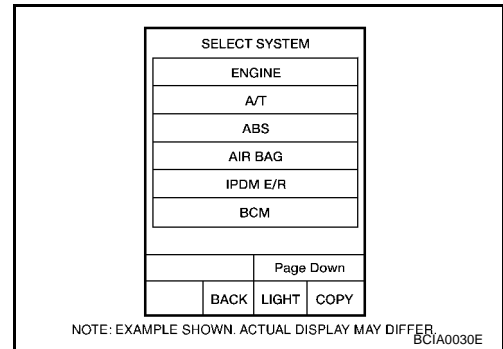 SELECT SYSTEM
ENGINE
A/T
ABS
AIR BAG
IPDM E/R
BCM
Page Down
BACK LIGHT COPY
NOTE: EXAMPLE SHOWN. ACTUAL DISPLAY MAY DIFFER.
BCIA0030E